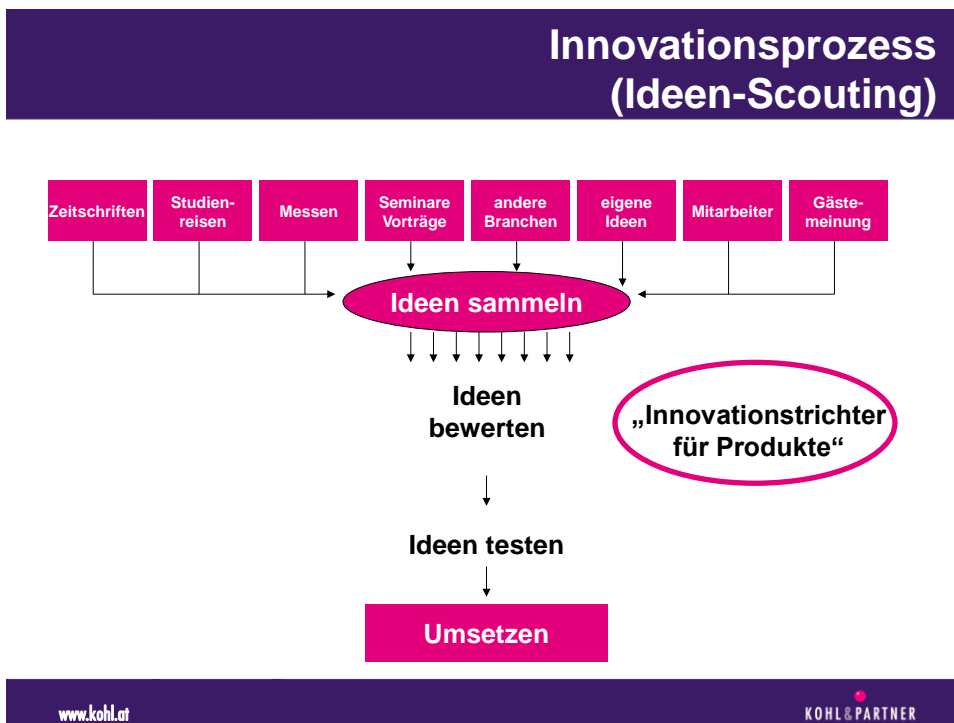 Innovationsprozess
(Ideen-Scouting)
Zeitschriften
Studien-
reisen
Messen
Seminare
Vorträge
andere
Branchen
eigene
Ideen
Mitarbeiter
Gäste-
meinung
Ideen sammeln
Ideen
bewerten
„Innovationstrichter
für Produkte“
Ideen testen
Umsetzen
www.kohl.at
KOHL&PARTNER